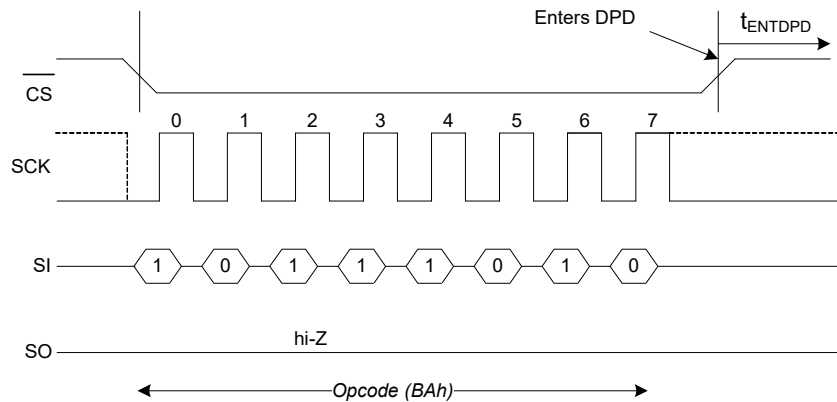 Enters DPD tENTDPD
CS
0 1 2 3 4 5 6 7
SCK
SI 1 0 1 1 1 0 1 0
hi-Z
SO
Opcode (BAh)